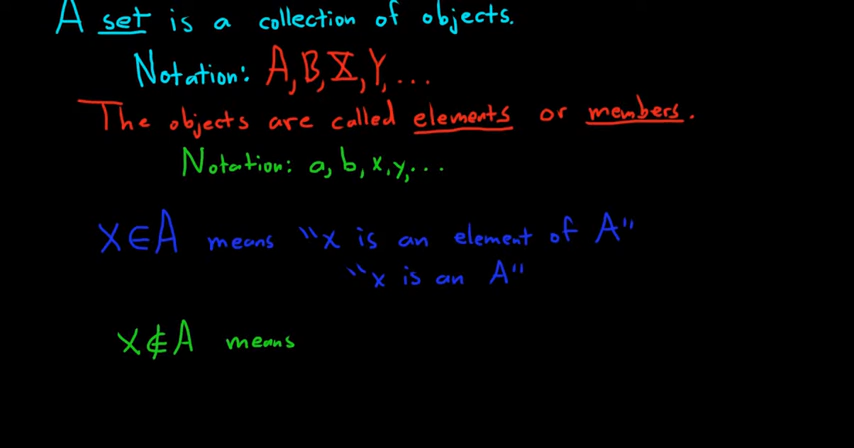 A set is a collection of objects.
Notation: A, B, X, Y, ...
The objects are called elements or members.
Notation: a, b, x, y, ...
x∈A means "x is an element of A"
"x is an A"
x∉A means